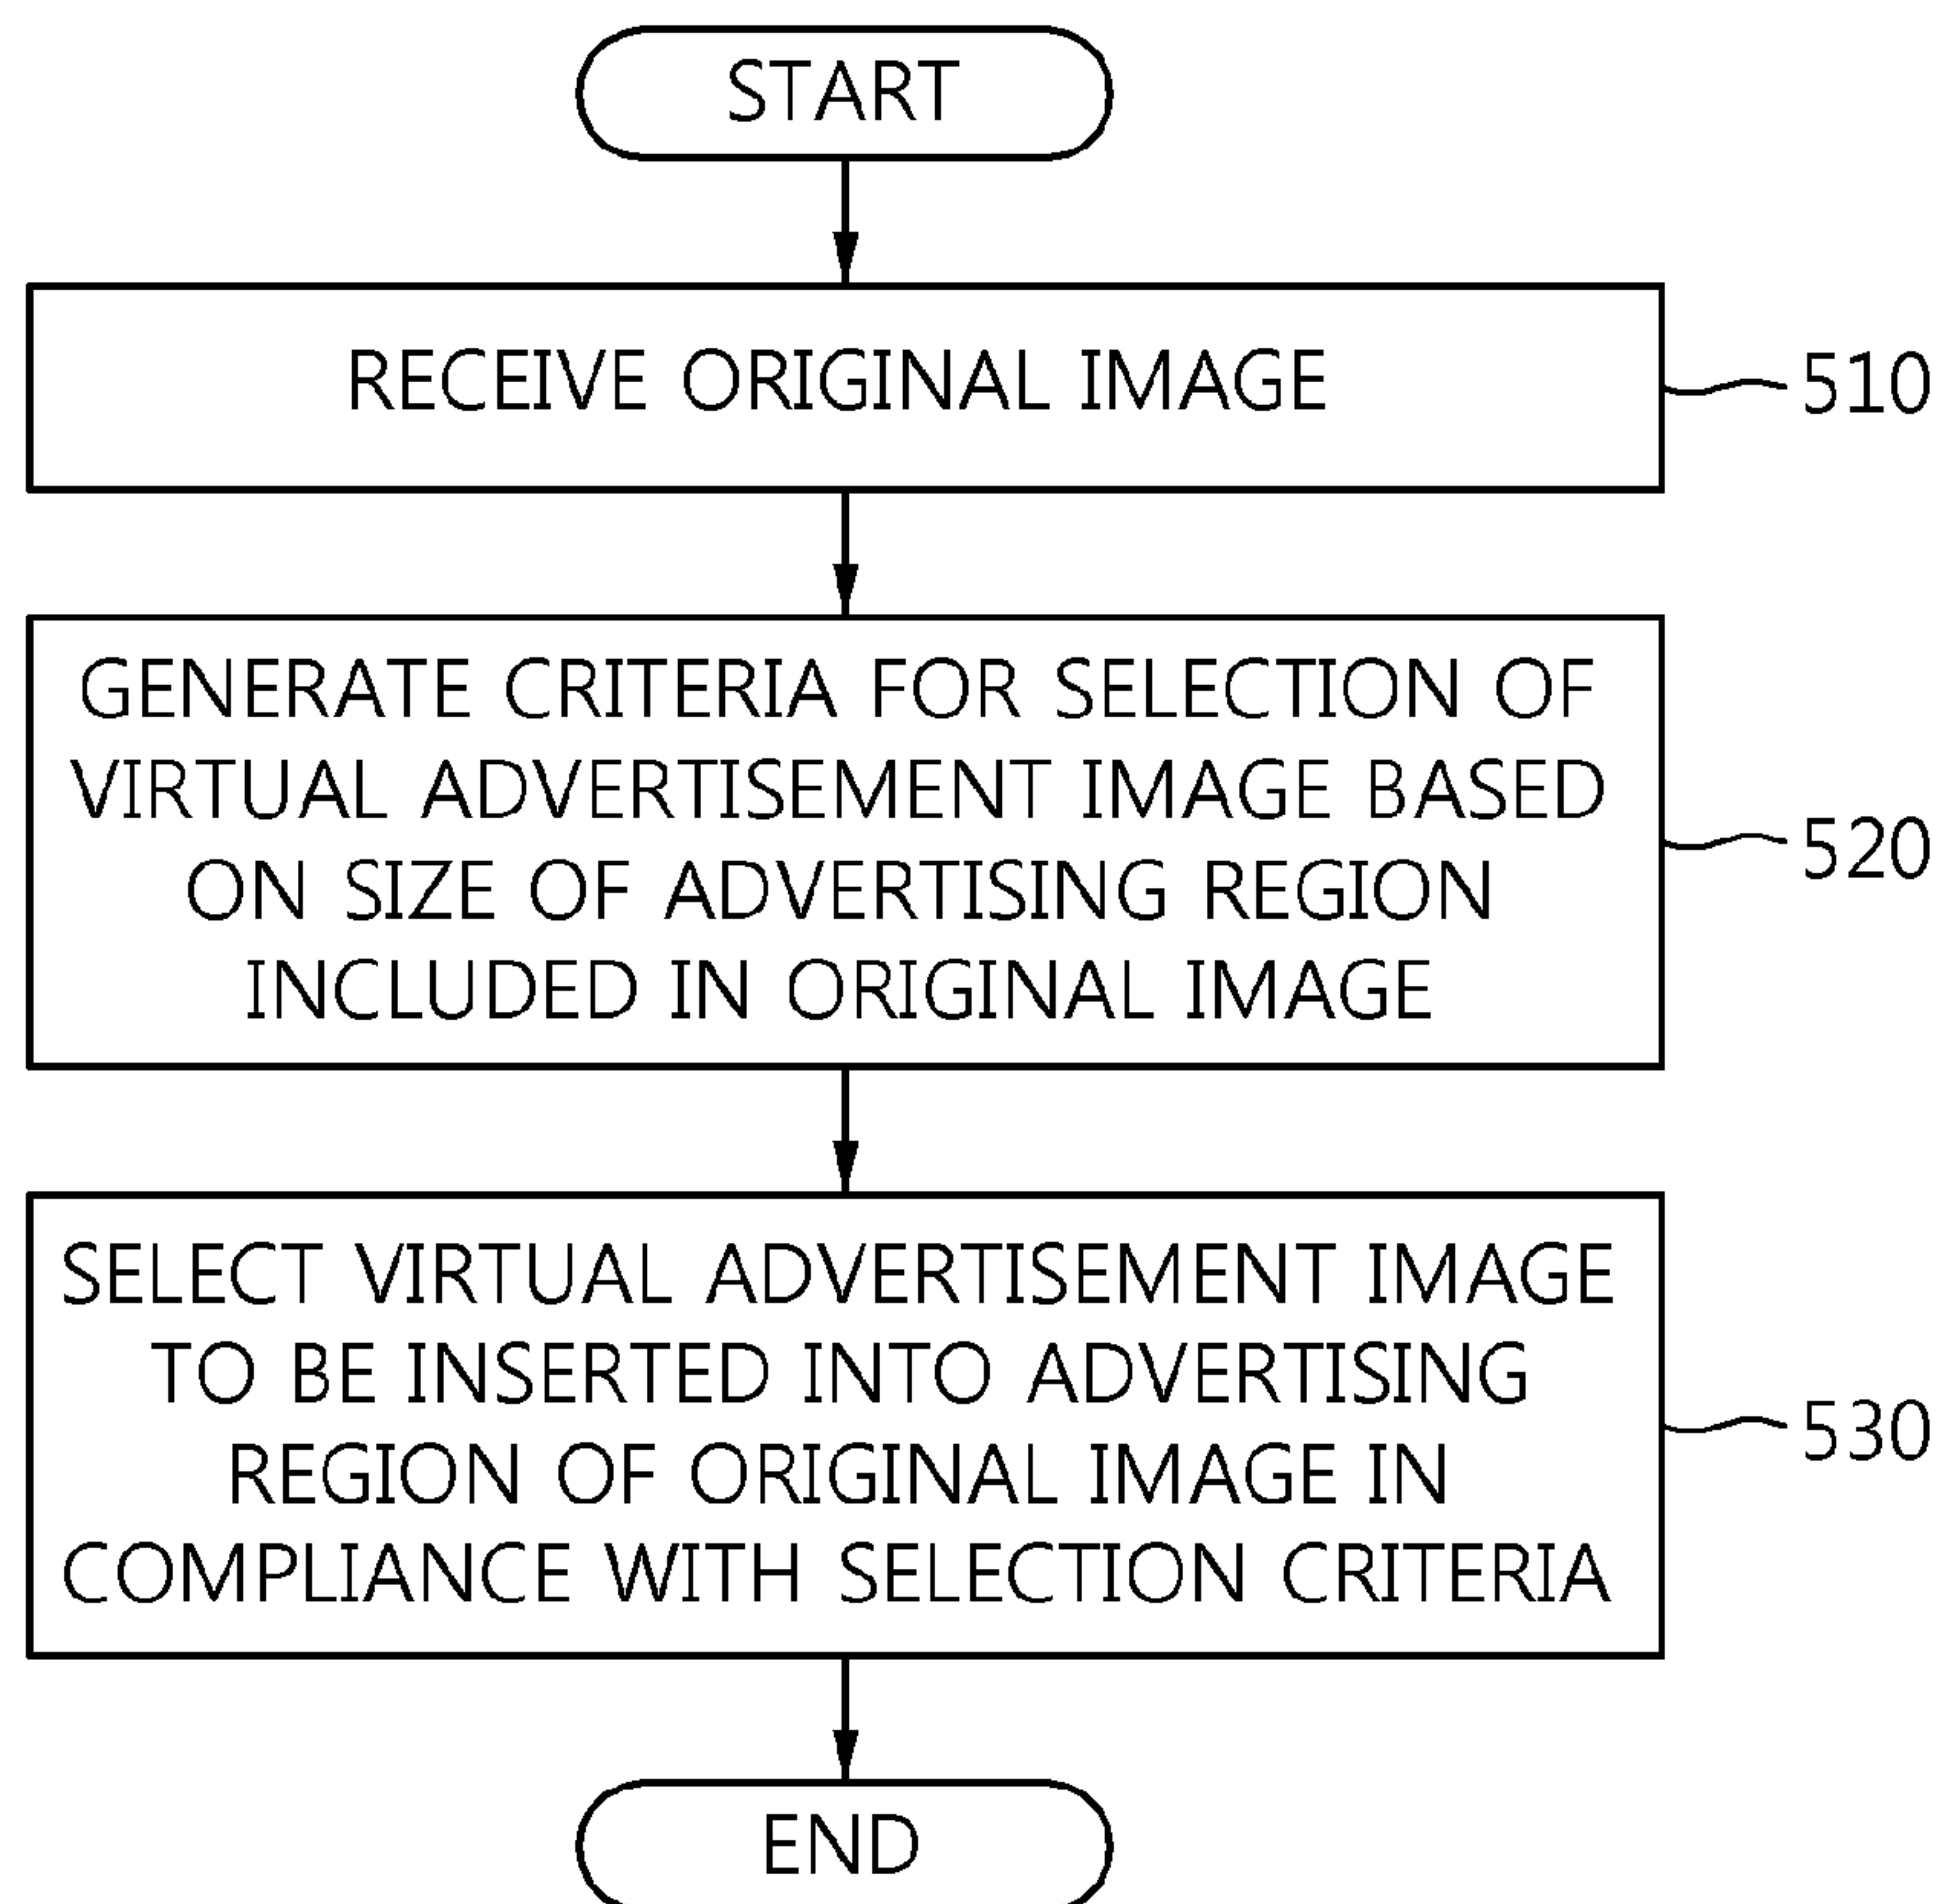 START
RECEIVE ORIGINAL IMAGE
510
GENERATE CRITERIA FOR SELECTION OF
VIRTUAL ADVERTISEMENT IMAGE BASED
ON SIZE OF ADVERTISING REGION
INCLUDED IN ORIGINAL IMAGE
520
SELECT VIRTUAL ADVERTISEMENT IMAGE
TO BE INSERTED INTO ADVERTISING
REGION OF ORIGINAL IMAGE IN
COMPLIANCE WITH SELECTION CRITERIA
530
END